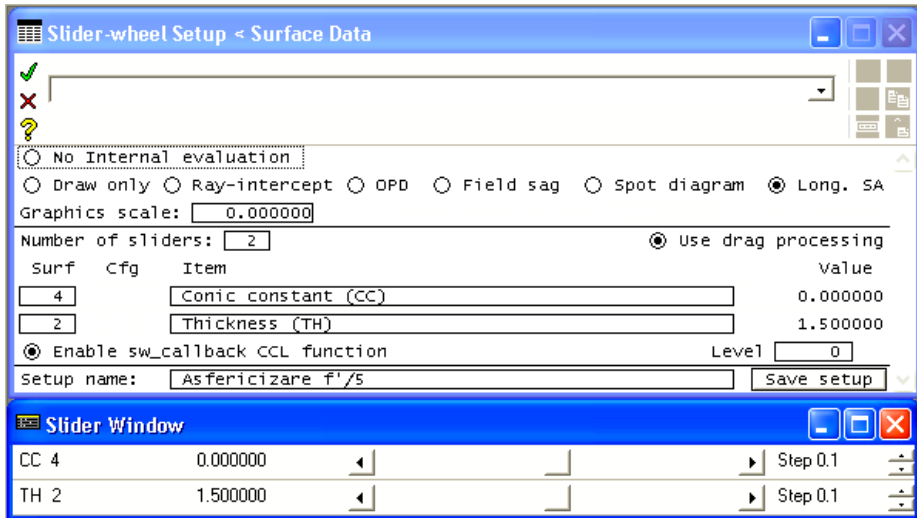 Slider-wheel Setup < Surface Data
No Internal evaluation
Draw only Ray-intercept OPD Field sag Spot diagram Long. SA
Graphics scale: 0.000000
Number of sliders: 2 Use drag processing
Surf Cfg Item Value
4 Conic constant (CC) 0.000000
2 Thickness (TH) 1.500000
Enable sw_callback CCL function Level 0
Setup name: Asfericizare f'/5 Save setup
Slider Window
CC 4 0.000000 Step 0.1
TH 2 1.500000 Step 0.1